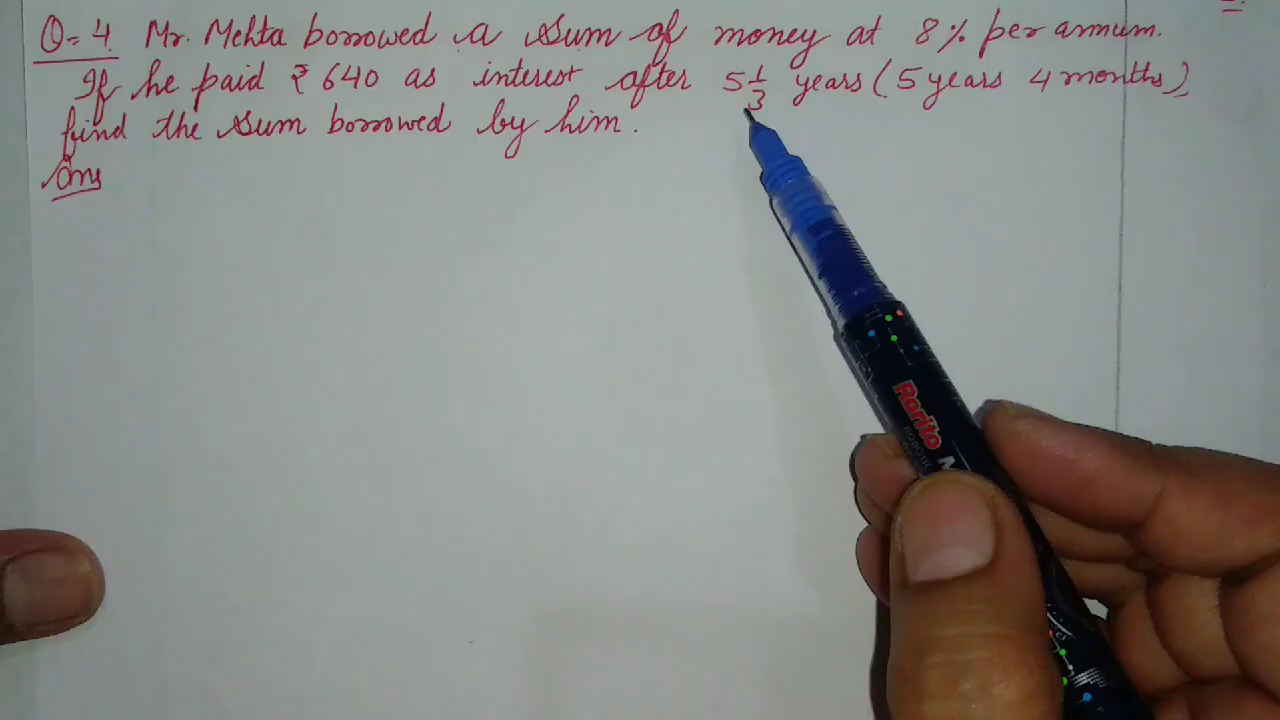 Q=4 Mr. Mehta borrowed a sum of money at 8% per annum.
If he paid ₹ 640 as interest after 5 1/3 years (5 years 4 months)
find the sum borrowed by him.
Ans
Rorito